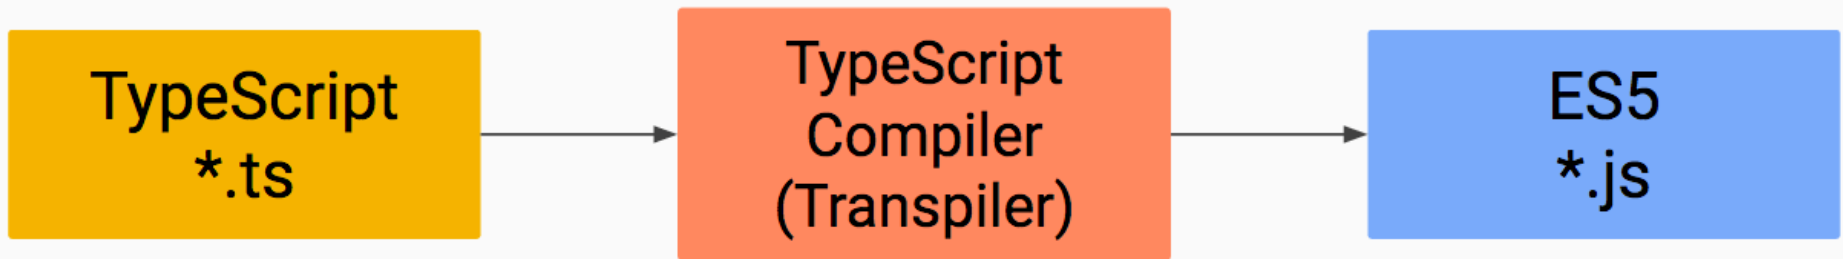 TypeScript
*.ts
TypeScript
Compiler
(Transpiler)
ES5
*.js